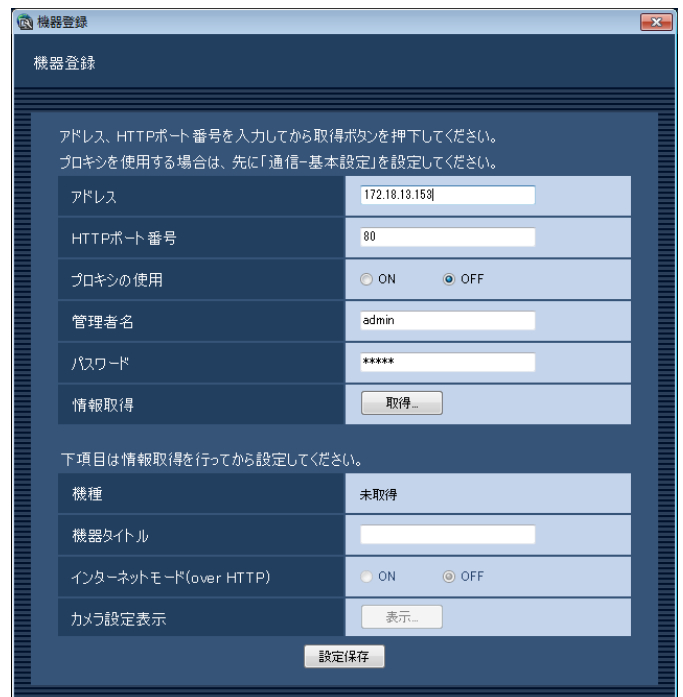 機器登録
機器登録
アドレス、HTTPポート番号を入力してから取得ボタンを押下してください。
プロキシを使用する場合は、先に「通信-基本設定」を設定してください。
アドレス 172.18.13.153
HTTPポート番号 80
プロキシの使用 ON OFF
管理者名 admin
パスワード *****
情報取得 取得...
下項目は情報取得を行ってから設定してください。
機種 未取得
機器タイトル
インターネットモード(over HTTP) ON OFF
カメラ設定表示 表示...
設定保存